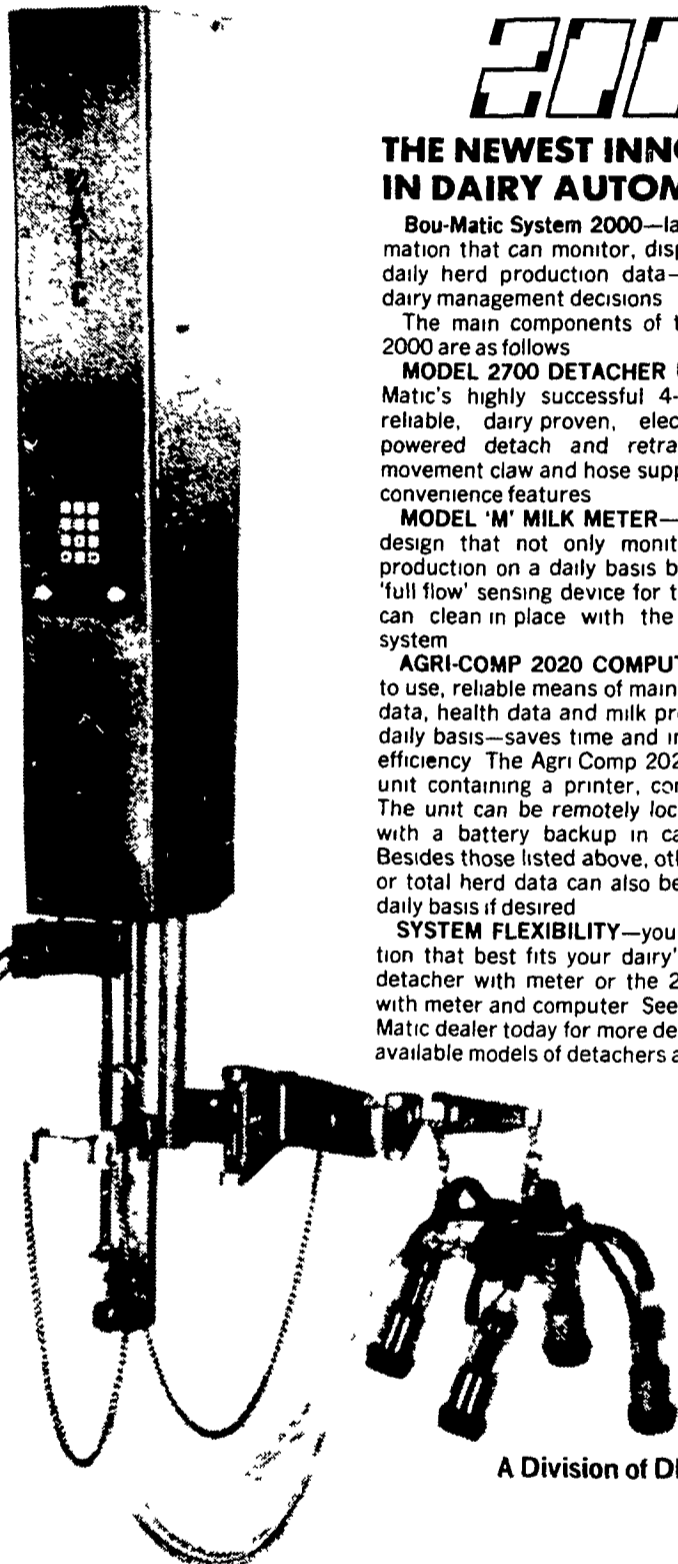 200
THE NEWEST INNO
IN DAIRY AUTOM
Bou-Matic System 2000—la
mation that can monitor, disp
daily herd production data—
dairy management decisions
The main components of t
2000 are as follows
MODEL 2700 DETACHER
Matic's highly successful 4-
reliable, dairy proven, elec
powered detach and retra
movement claw and hose supp
convenience features
MODEL 'M' MILK METER—
design that not only monit
production on a daily basis b
'full flow' sensing device for t
can clean in place with the
system
AGRI-COMP 2020 COMPUT
to use, reliable means of main
data, health data and milk pr
daily basis—saves time and in
efficiency The Agri Comp 202
unit containing a printer, con
The unit can be remotely loc
with a battery backup in ca
Besides those listed above, oth
or total herd data can also be
daily basis if desired
SYSTEM FLEXIBILITY—you
tion that best fits your dairy'
detacher with meter or the 2
with meter and computer See
Matic dealer today for more de
available models of detachers a
MATIC
A Division of D